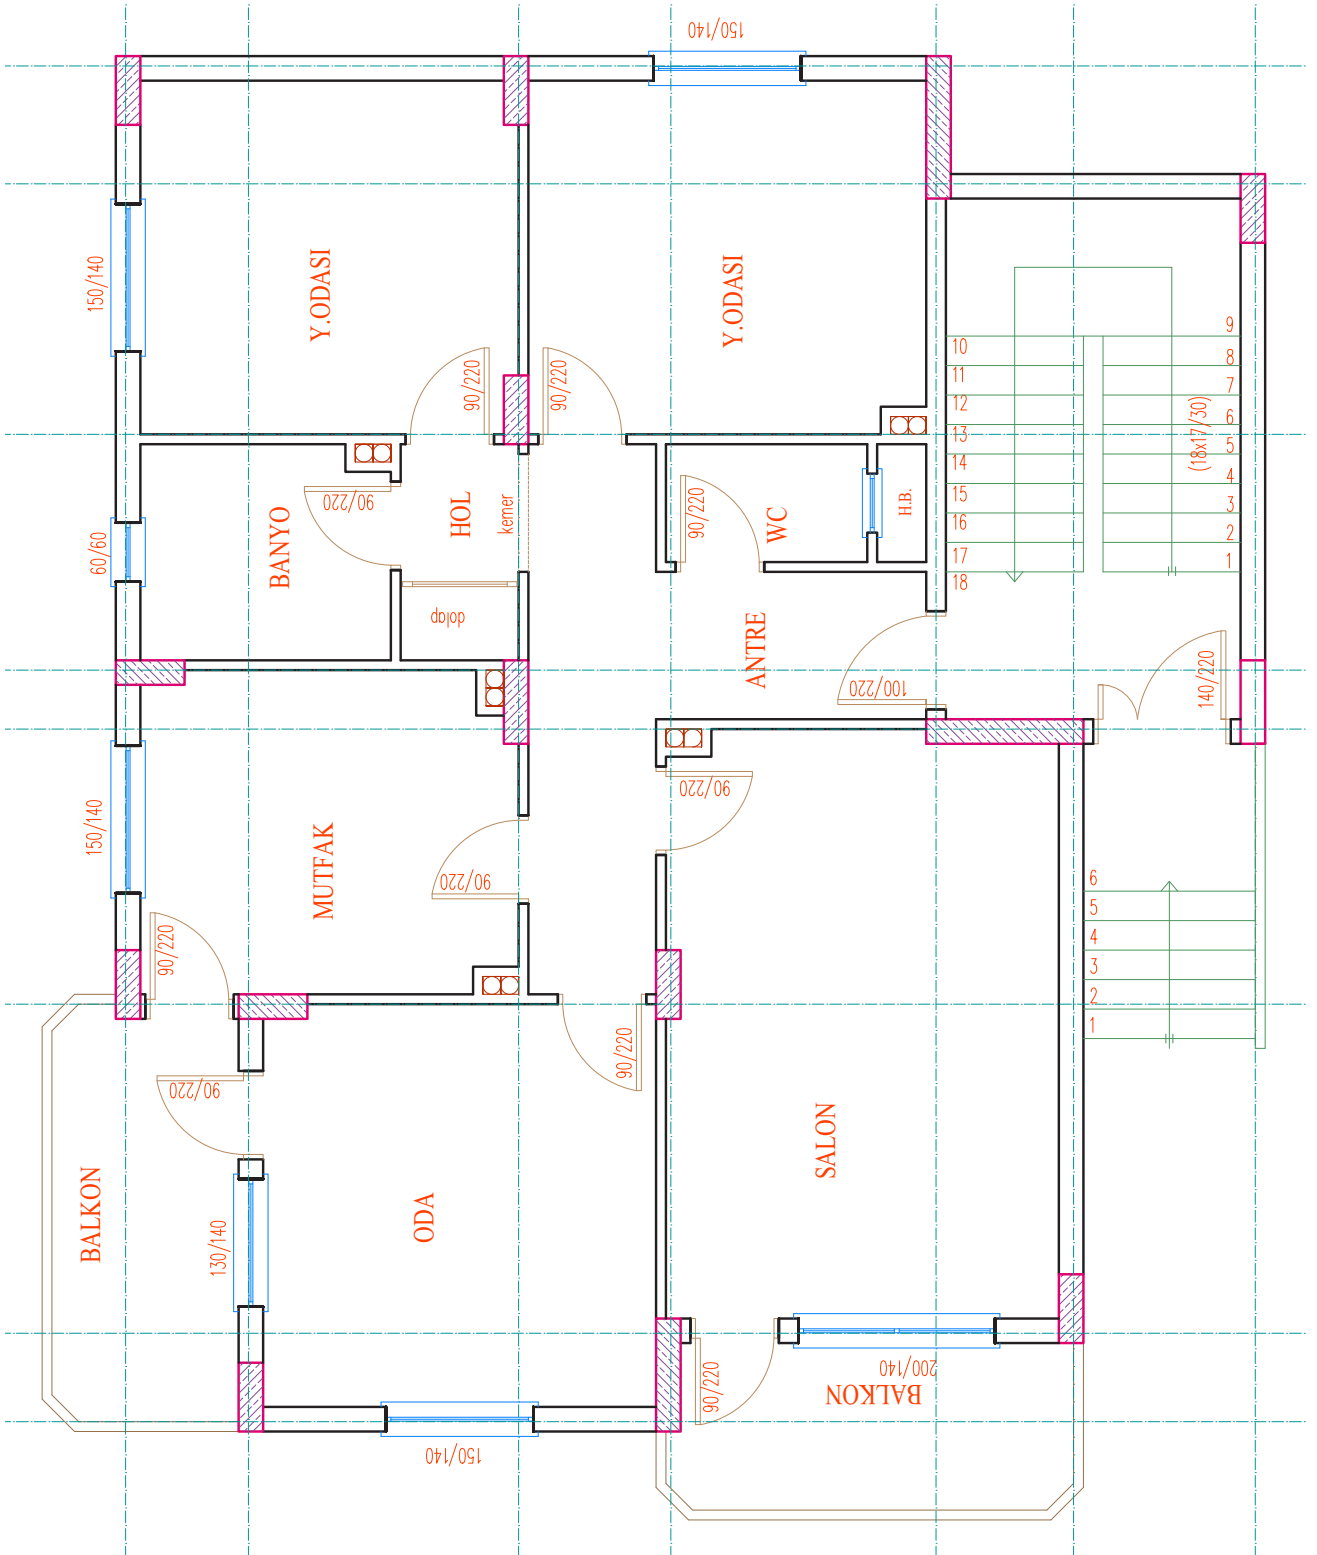 150/140
150/140
Y.ODASI
Y.ODASI
90/220
90/220
9
8
7
6
5
4
3
2
1
10
11
12
13
14
15
16
17
18
(18x17/30)
60/60
BANYO
90/220
HOL
kemer
dolap
90/220
WC
H.B.
ANTRE
100/220
140/220
150/140
MUTFAK
90/220
90/220
90/220
90/220
6
5
4
3
2
1
90/220
BALKON
130/140
ODA
SALON
150/140
90/220
200/140
BALKON